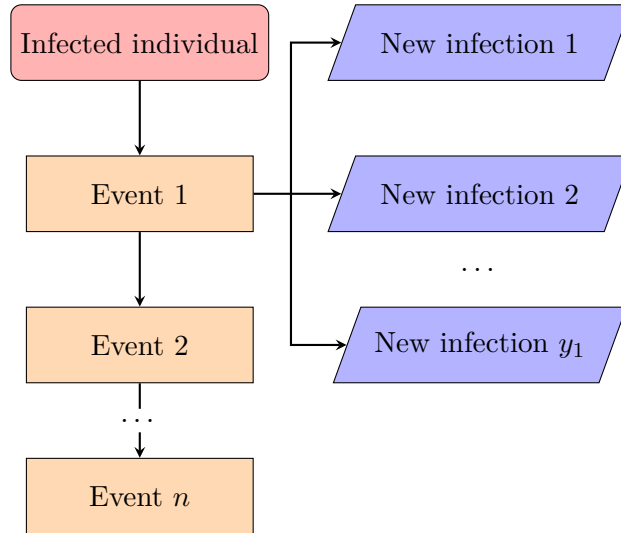 Infected individual
New infection 1
Event 1
New infection 2
...
Event 2
New infection y₁
...
Event n